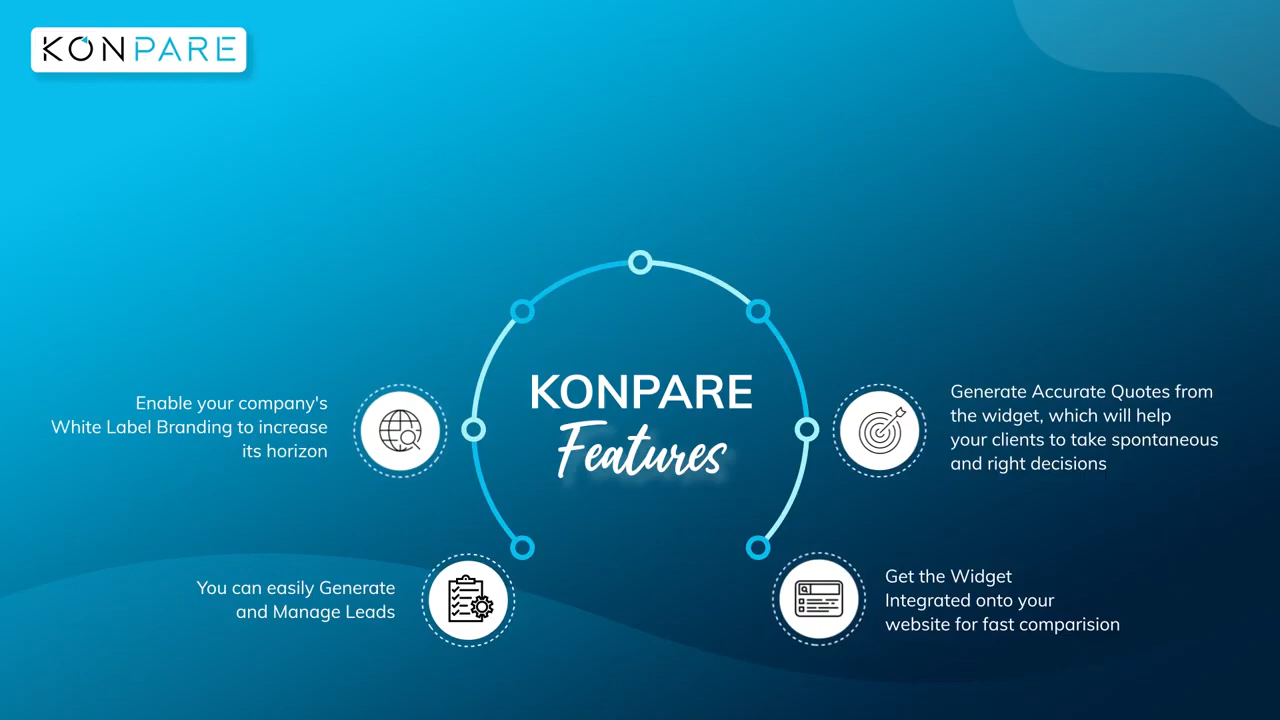 KONPARE
KONPARE
Features
Enable your company's
White Label Branding to increase
its horizon
Generate Accurate Quotes from
the widget, which will help
your clients to take spontaneous
and right decisions
You can easily Generate
and Manage Leads
Get the Widget
Integrated onto your
website for fast comparision